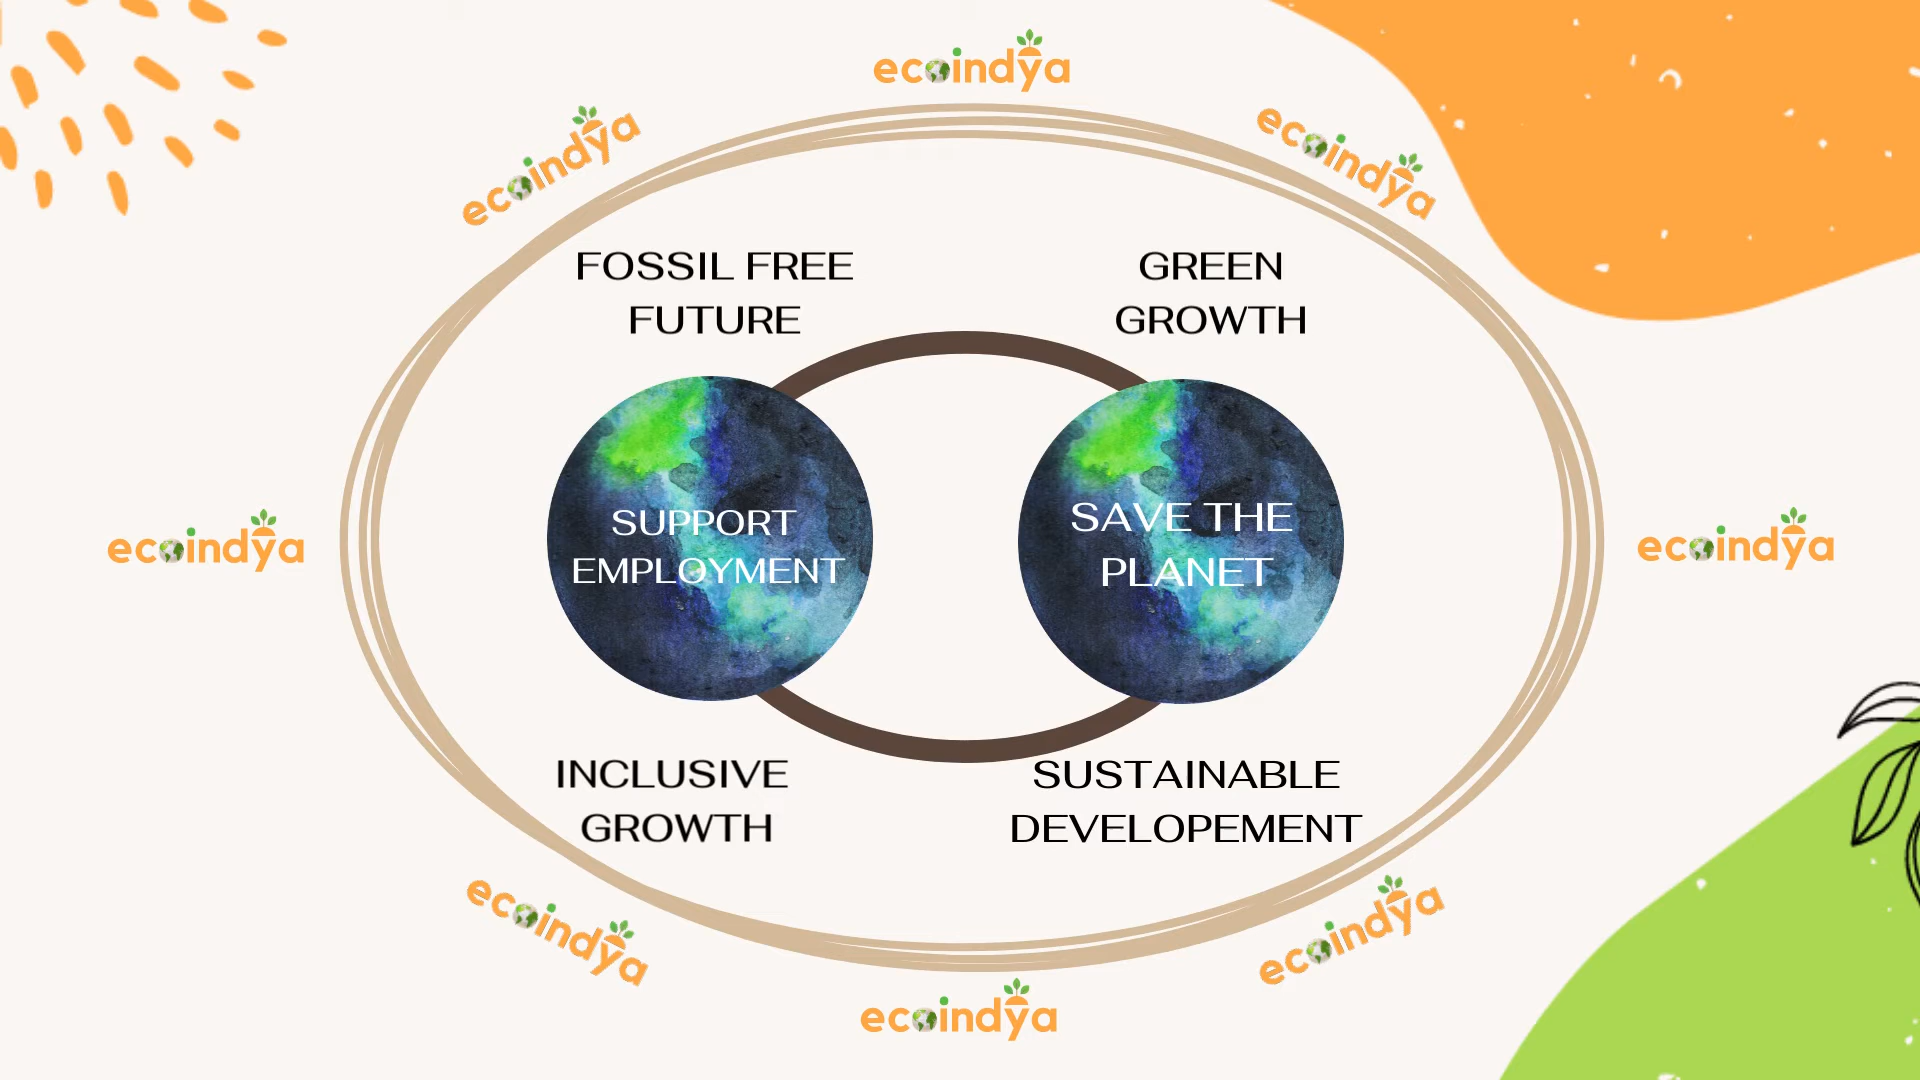 ecoindya
ecoindya
ecoindya
FOSSIL FREE
FUTURE
GREEN
GROWTH
SUPPORT
EMPLOYMENT
SAVE THE
PLANET
ecoindya
ecoindya
INCLUSIVE
GROWTH
SUSTAINABLE
DEVELOPEMENT
ecoindya
ecoindya
ecoindya